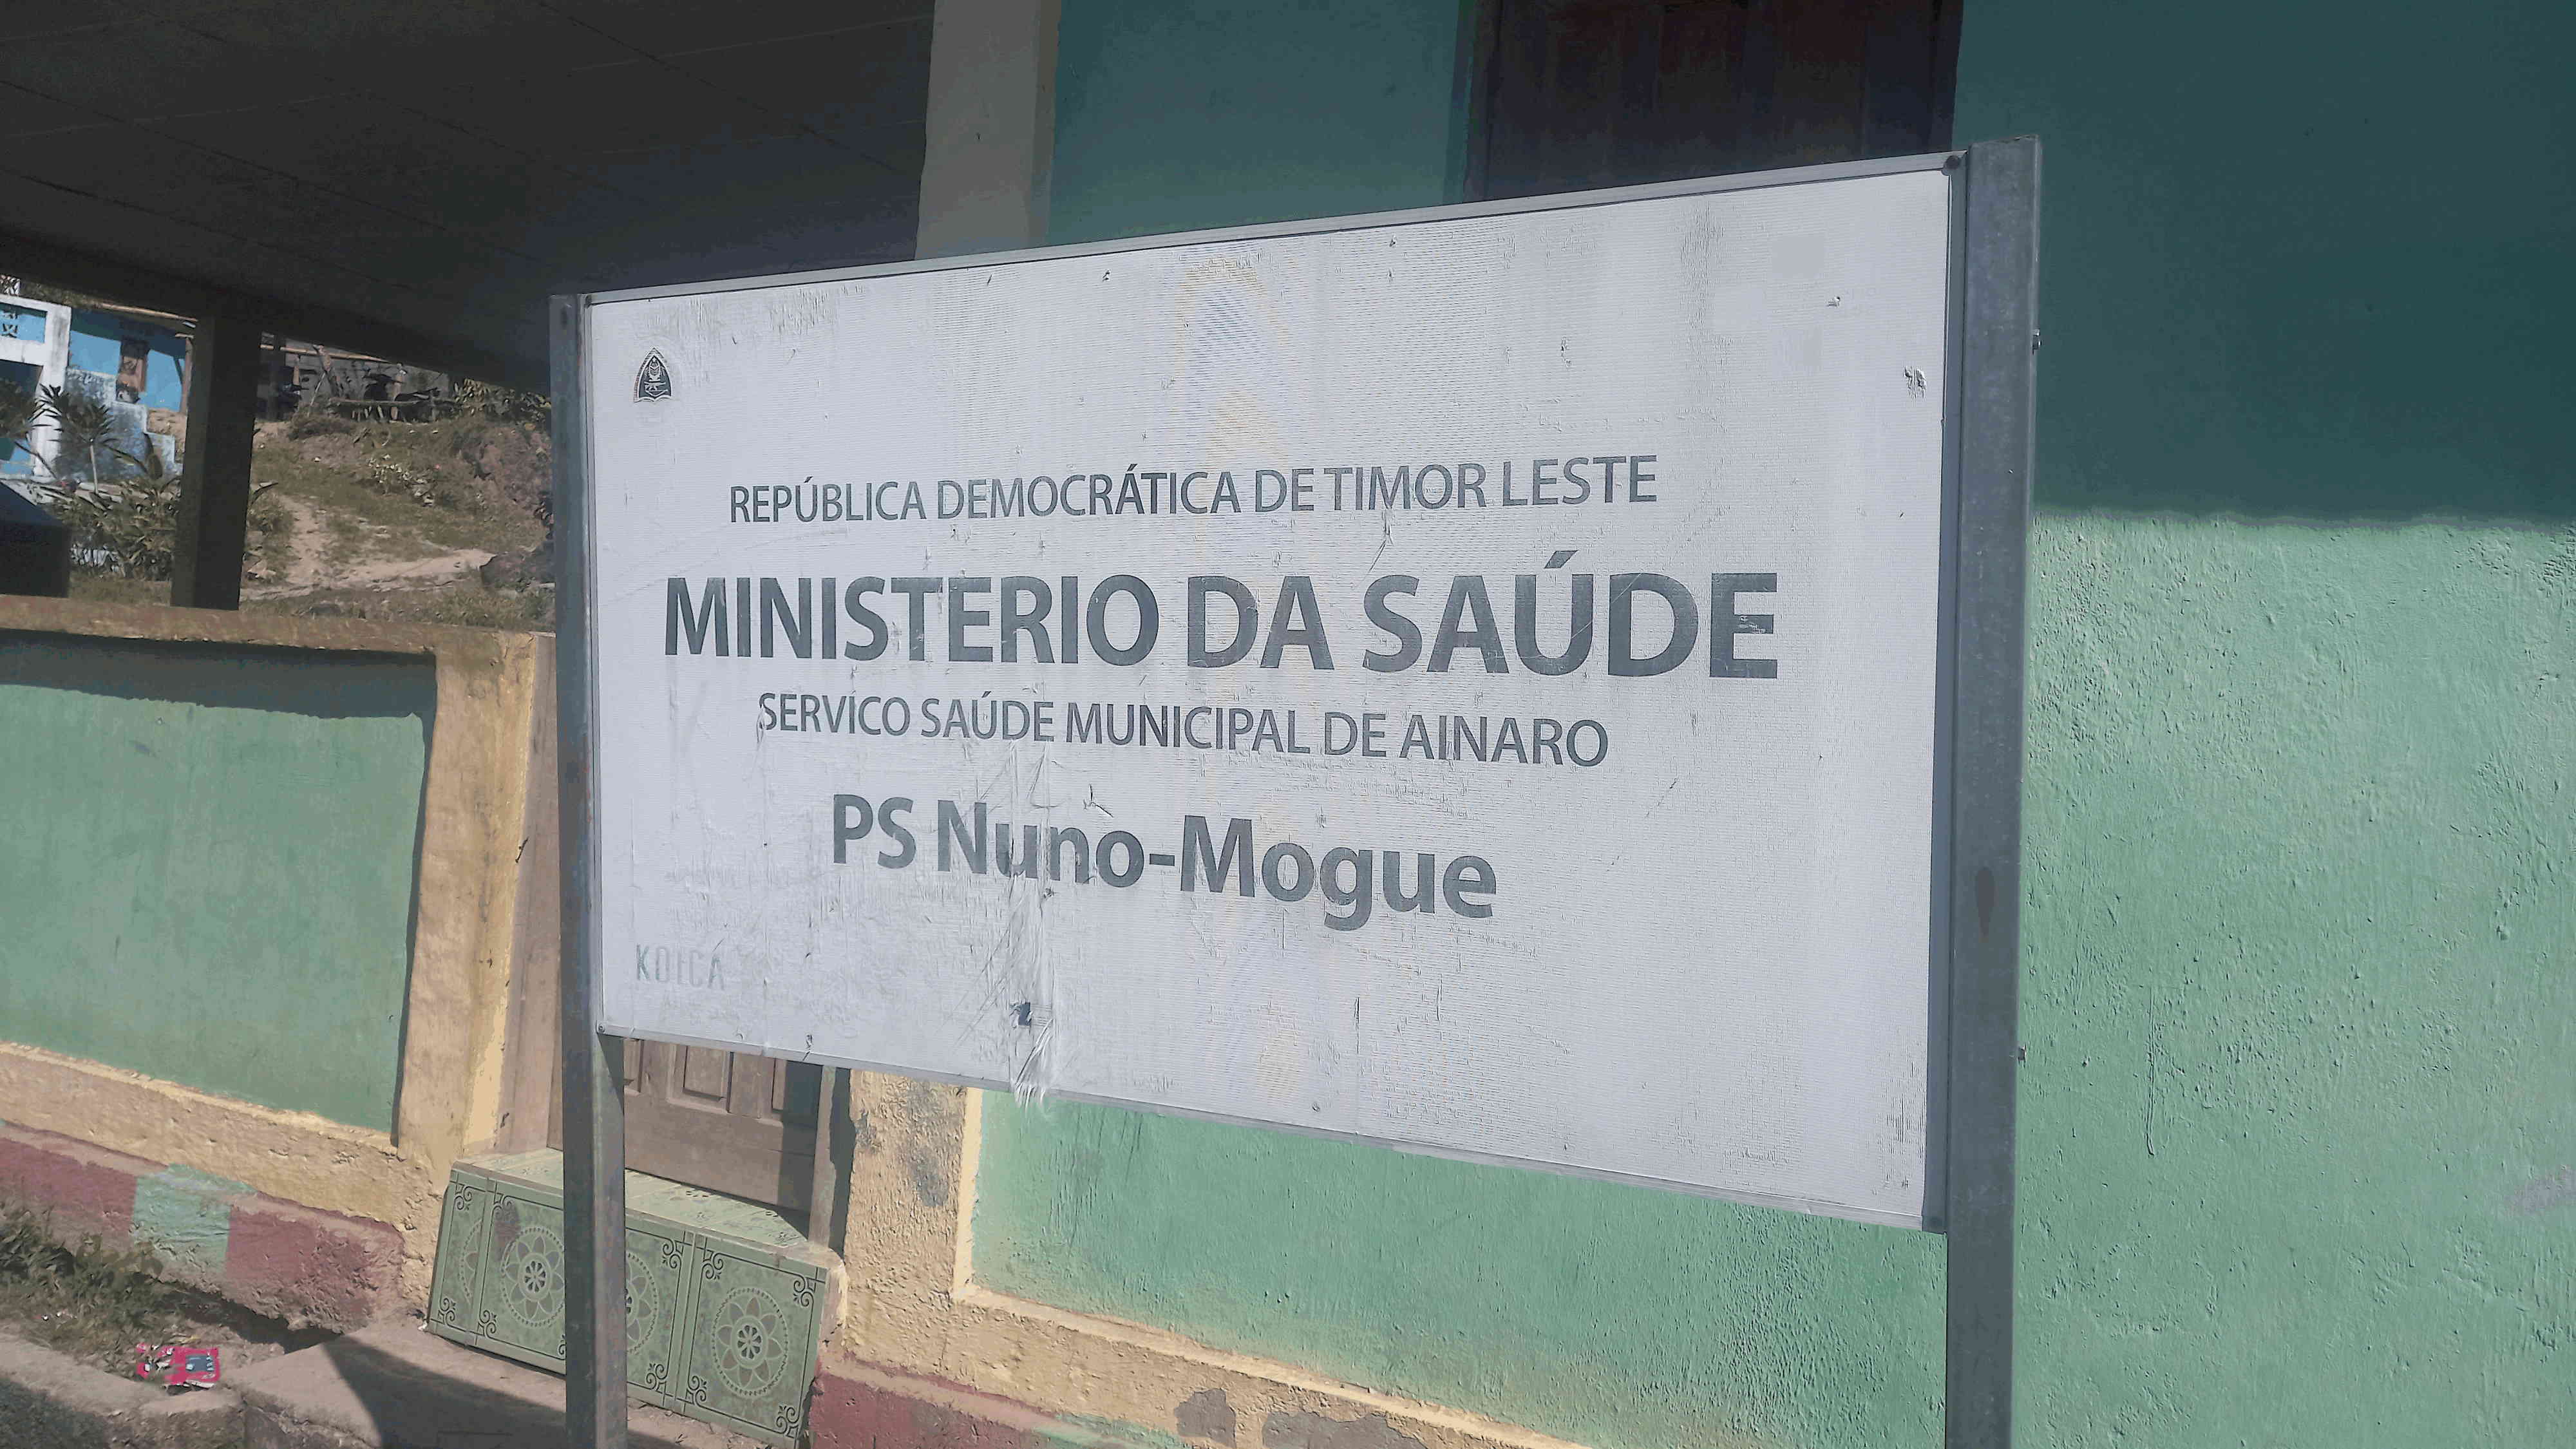 REPÚBLICA DEMOCRÁTICA DE TIMOR LESTE
MINISTERIO DA SAÚDE
SERVICO SAÚDE MUNICIPAL DE AINARO
PS Nuno-Mogue
KOICA